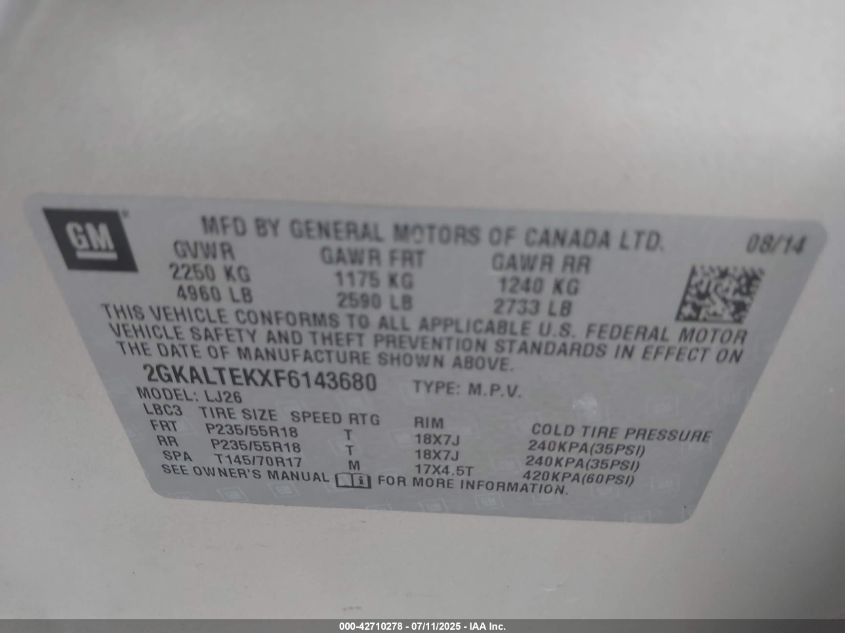 GM
MFD BY GENERAL MOTORS OF CANADA LTD. 08/14
GVWR GAWR FRT GAWR RR
2250 KG 1175 KG 1240 KG
4960 LB 2590 LB 2733 LB
THIS VEHICLE CONFORMS TO ALL APPLICABLE U.S. FEDERAL MOTOR
VEHICLE SAFETY AND THEFT PREVENTION STANDARDS IN EFFECT ON
THE DATE OF MANUFACTURE SHOWN ABOVE.
2GKALTEKXF6143680 TYPE: M.P.V.
MODEL: LJ26
LBC3 TIRE SIZE SPEED RTG RIM COLD TIRE PRESSURE
FRT P235/55R18 T 18X7J 240KPA(35PSI)
RR P235/55R18 T 18X7J 240KPA(35PSI)
SPA T145/70R17 M 17X4.5T 420KPA(60PSI)
SEE OWNER'S MANUAL FOR MORE INFORMATION.
000-42710278 - 07/11/2025 - IAA Inc.